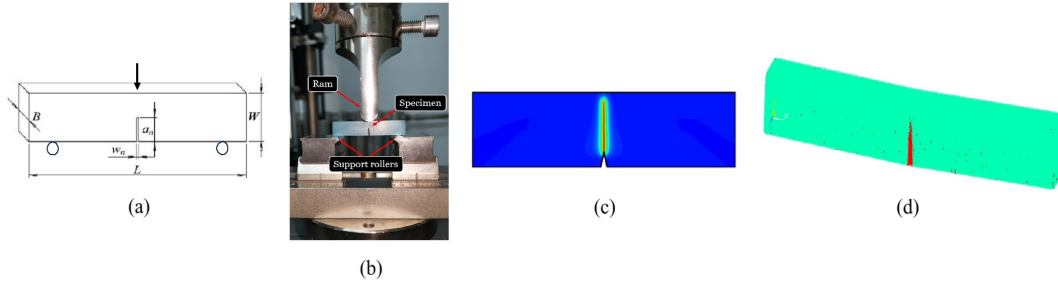 B
a_n
W
w_n
L
(a)
Ram
Specimen
Support rollers
(b)
(c)
(d)